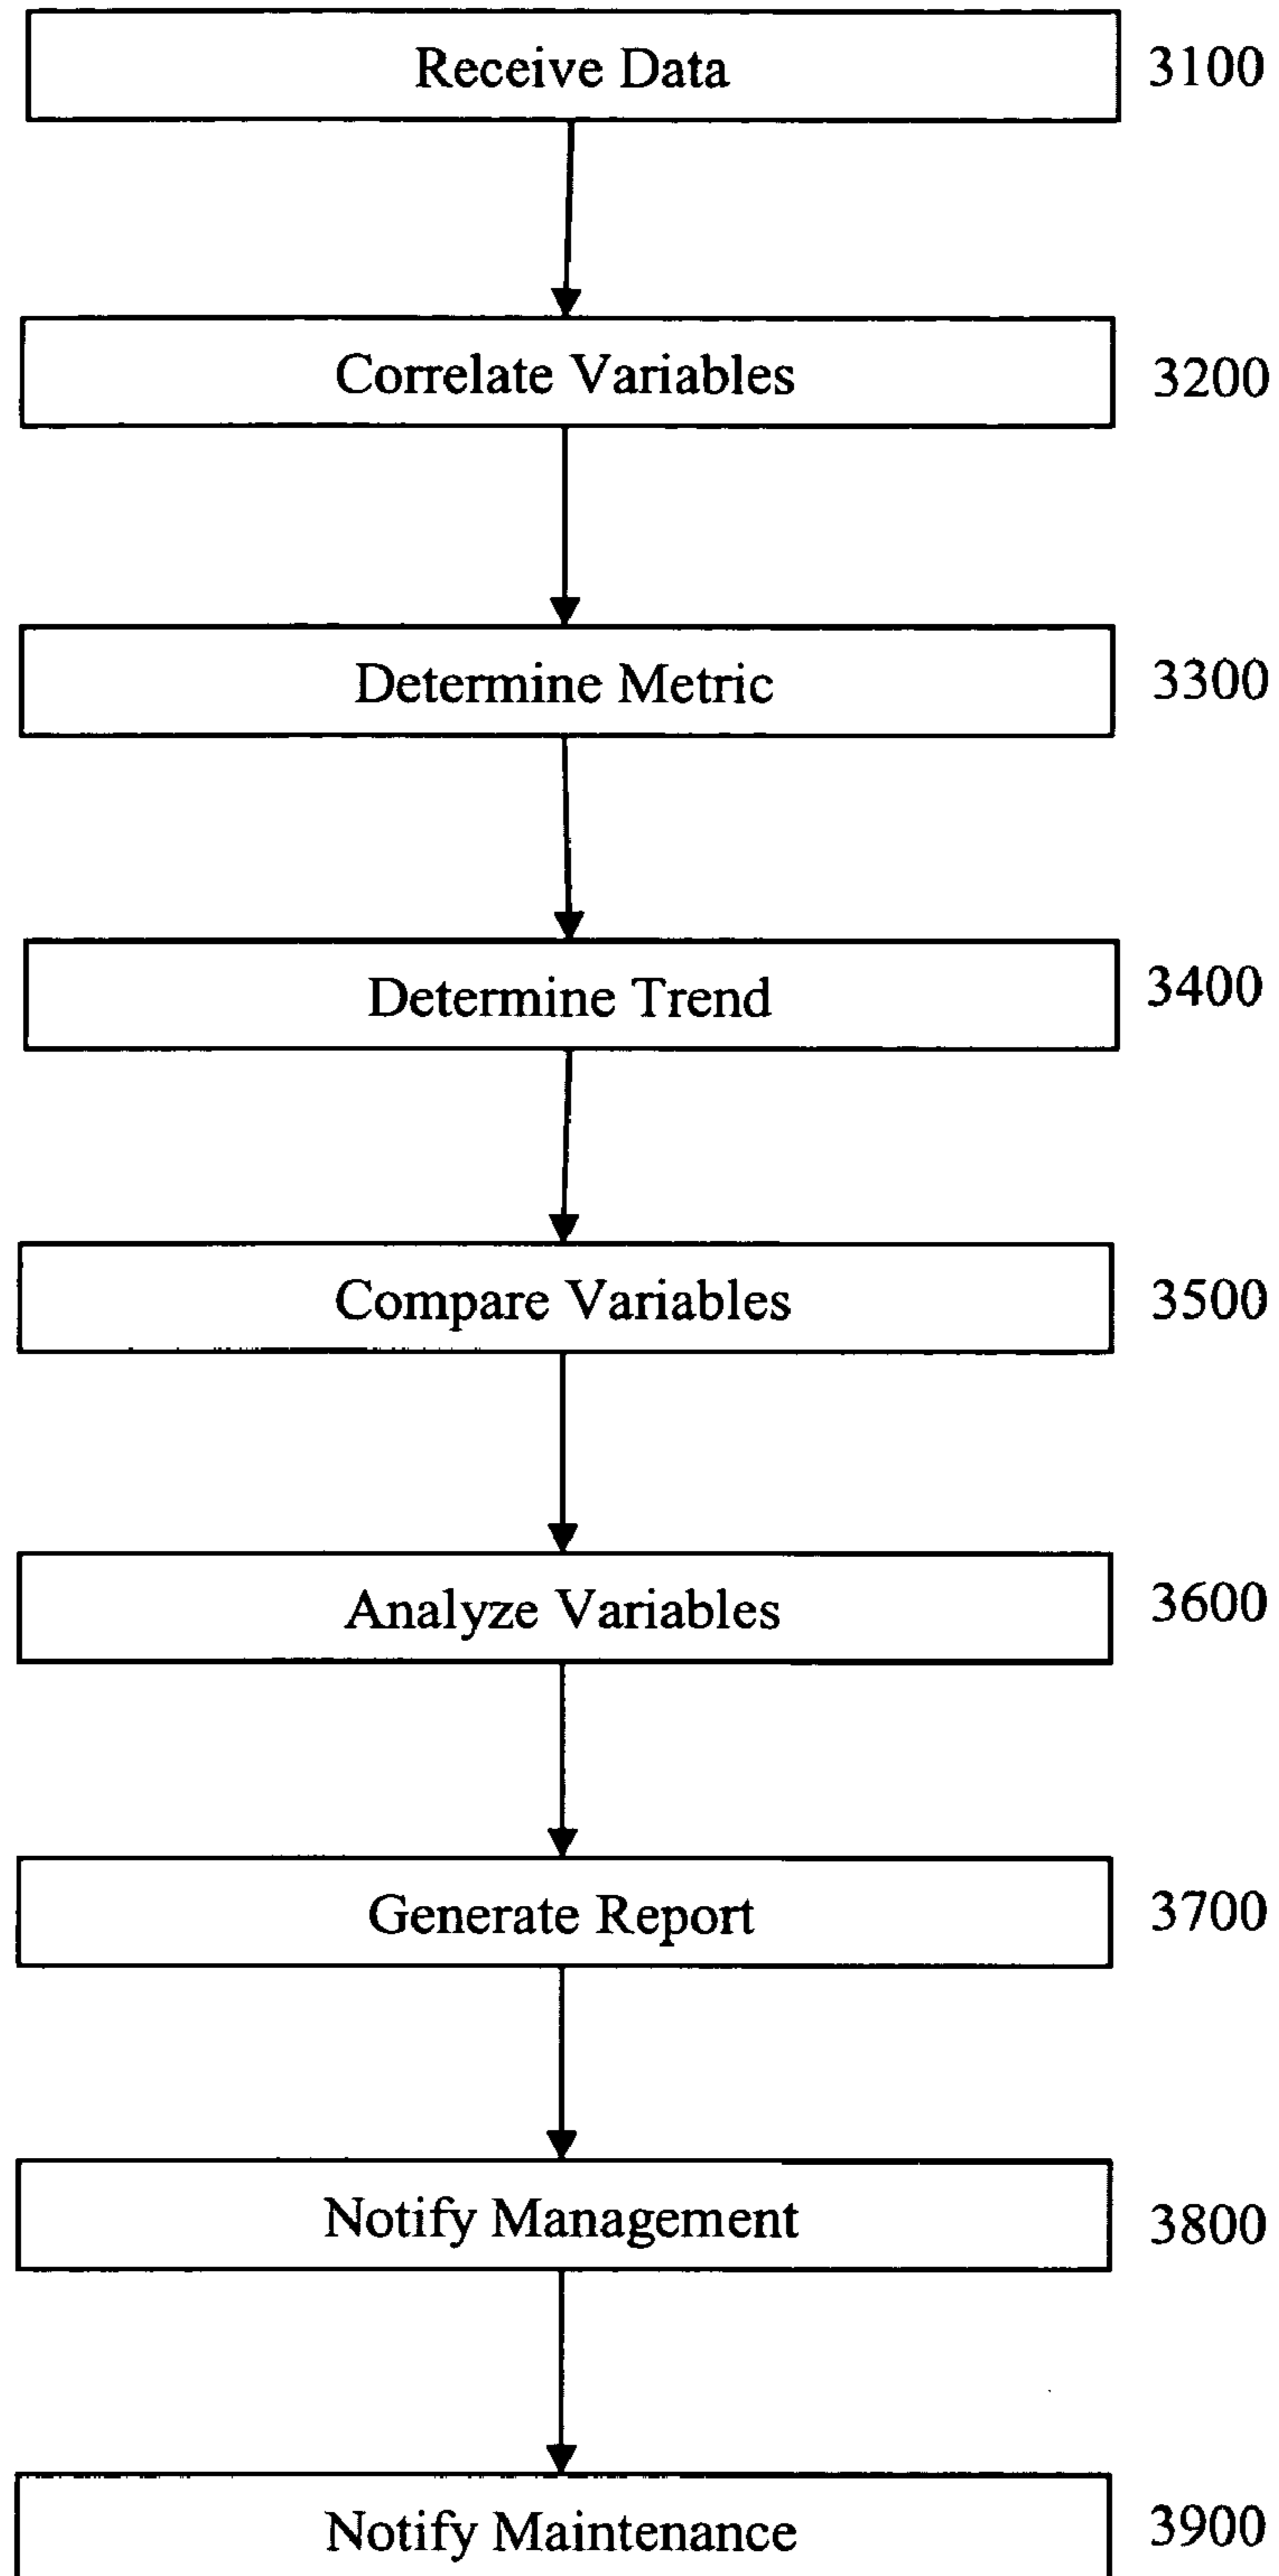 Receive Data 3100
Correlate Variables 3200
Determine Metric 3300
Determine Trend 3400
Compare Variables 3500
Analyze Variables 3600
Generate Report 3700
Notify Management 3800
Notify Maintenance 3900